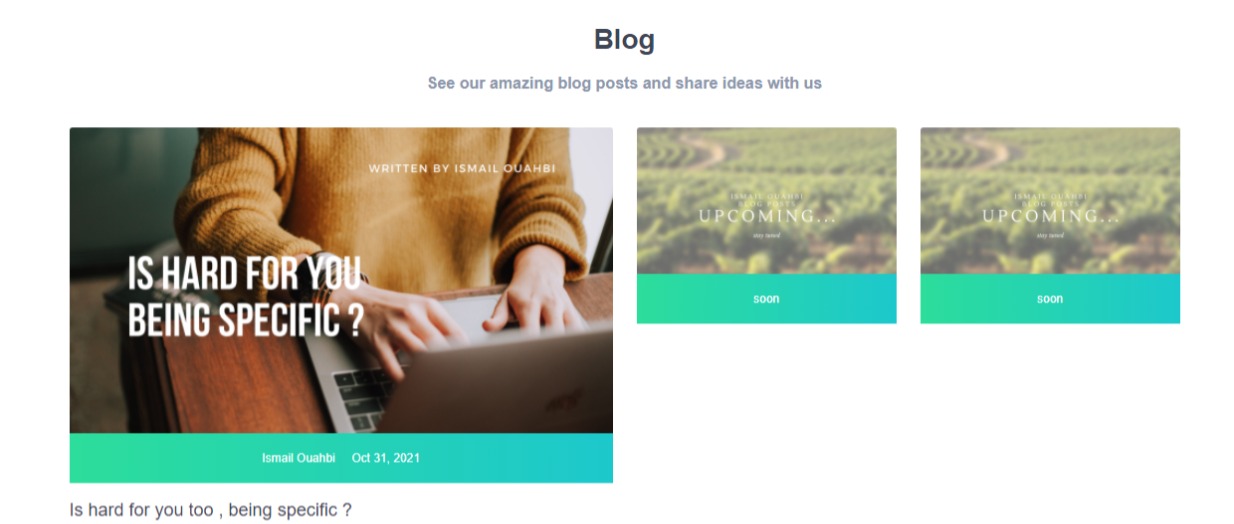 Blog
See our amazing blog posts and share ideas with us
WRITTEN BY ISMAIL OUAHBI
IS HARD FOR YOU
BEING SPECIFIC ?
Ismail Ouahbi Oct 31, 2021
Is hard for you too , being specific ?
ISMAIL OUAHBI
BLOG POSTS
UPCOMING...
stay tuned
soon
ISMAIL OUAHBI
BLOG POSTS
UPCOMING...
stay tuned
soon